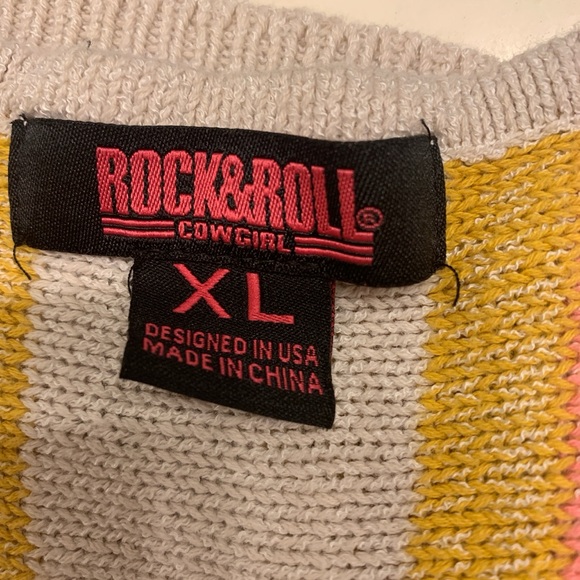 ROCK&ROLL®
COWGIRL
XL
DESIGNED IN USA
MADE IN CHINA